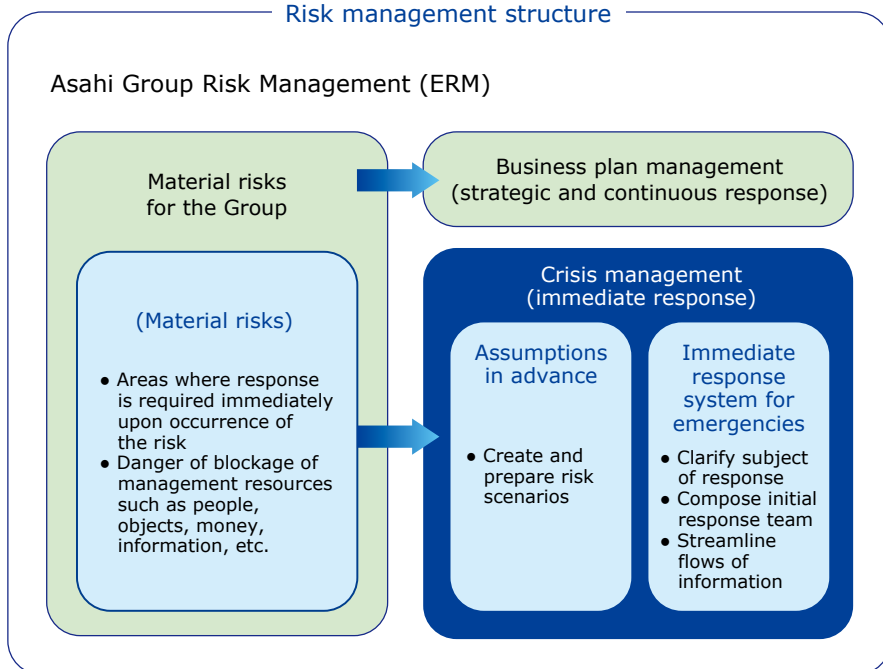 Risk management structure
Asahi Group Risk Management (ERM)
Material risks
for the Group
Business plan management
(strategic and continuous response)
(Material risks)
● Areas where response
is required immediately
upon occurrence of
the risk
● Danger of blockage of
management resources
such as people,
objects, money,
information, etc.
Crisis management
(immediate response)
Assumptions
in advance
● Create and
prepare risk
scenarios
Immediate
response
system for
emergencies
● Clarify subject
of response
● Compose initial
response team
● Streamline
flows of
information